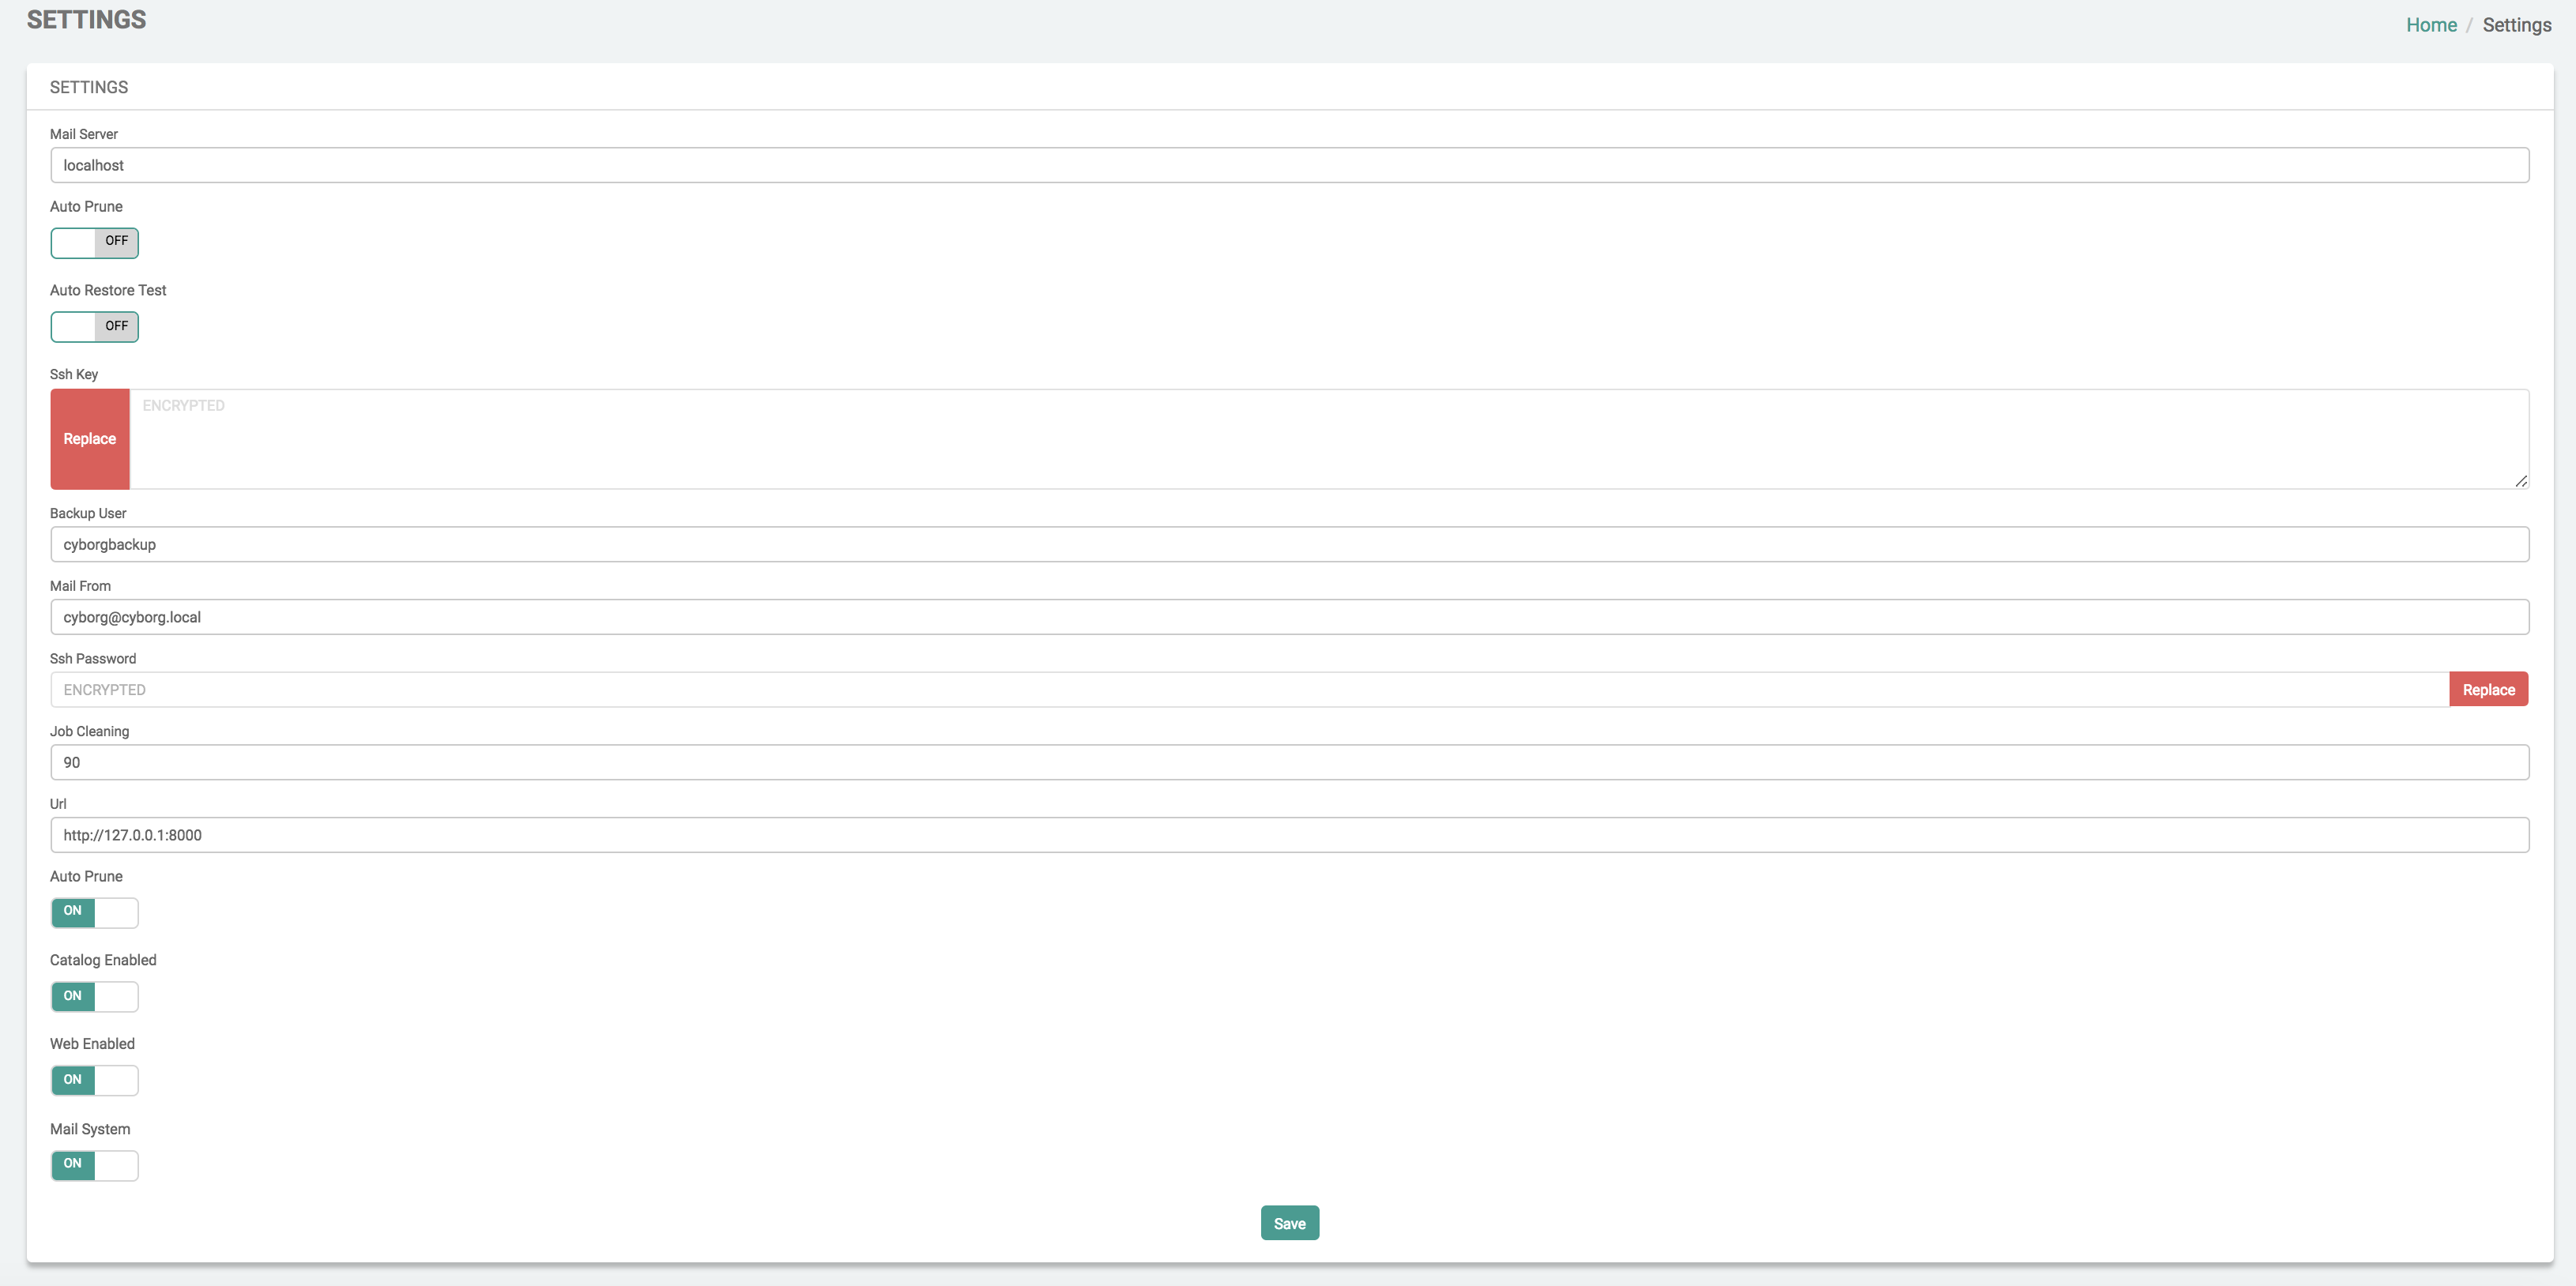 SETTINGS
Home / Settings
SETTINGS
Mail Server
localhost
Auto Prune
OFF
Auto Restore Test
OFF
Ssh Key
Replace
ENCRYPTED
Backup User
cyborgbackup
Mail From
cyborg@cyborg.local
Ssh Password
ENCRYPTED
Replace
Job Cleaning
90
Url
http://127.0.0.1:8000
Auto Prune
ON
Catalog Enabled
ON
Web Enabled
ON
Mail System
ON
Save